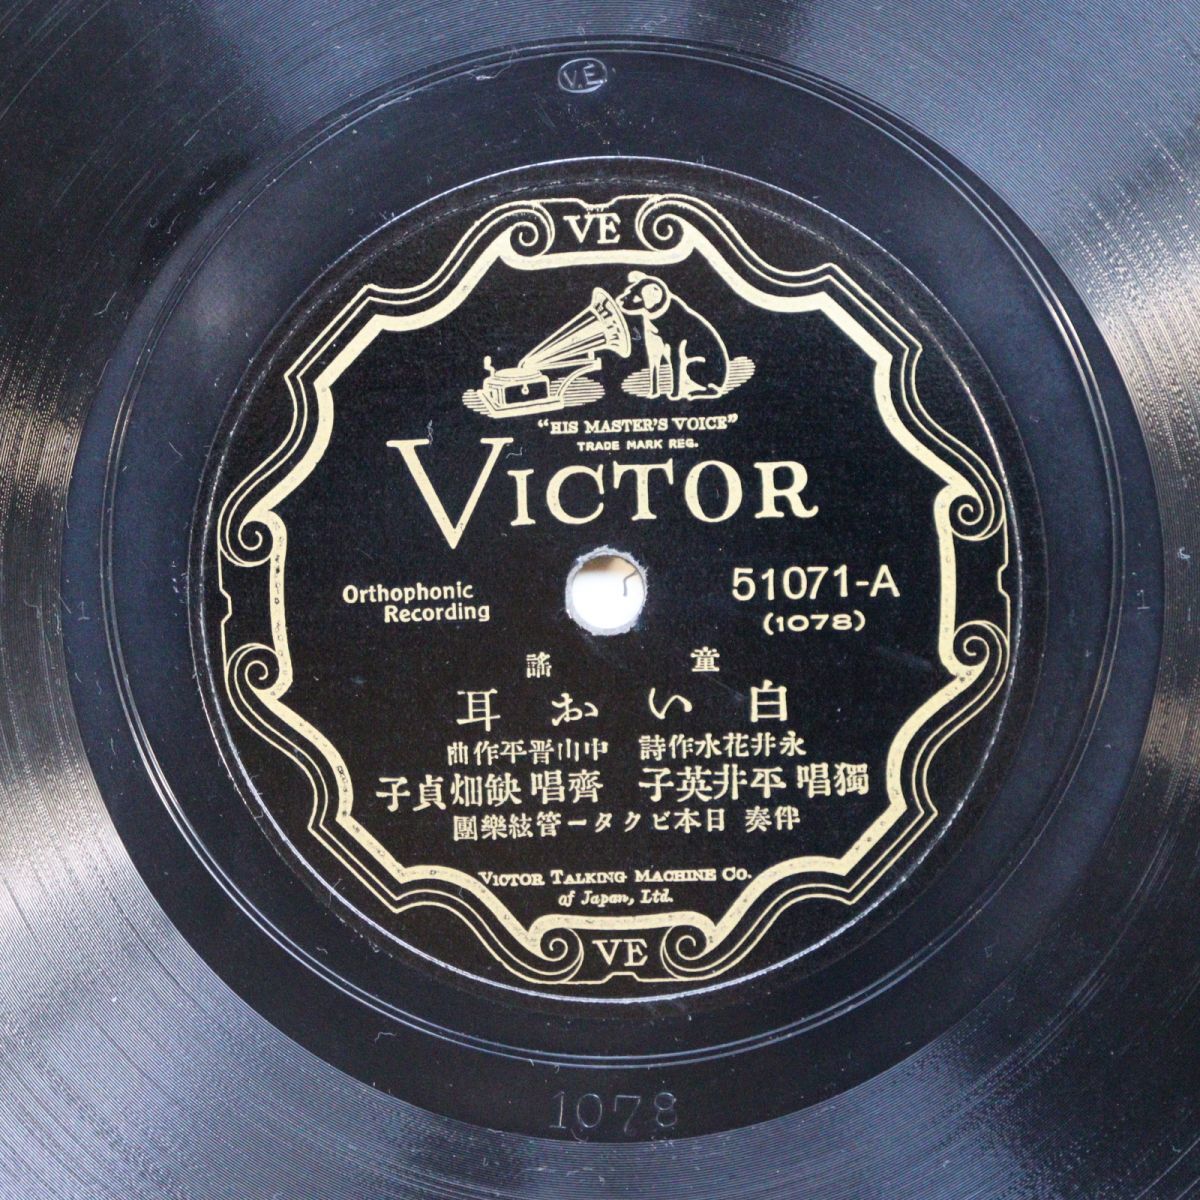 V.E
VE
"HIS MASTER'S VOICE"
TRADE MARK REG.
VICTOR
Orthophonic
Recording
51071-A
(1078)
童謠
白いお耳
永井花水作詩 中山晋平作曲
獨唱 平井英子 齊唱 缺畑貞子
伴奏 日本ビクター管絃樂團
VICTOR TALKING MACHINE CO.
of Japan, Ltd.
VE
1078